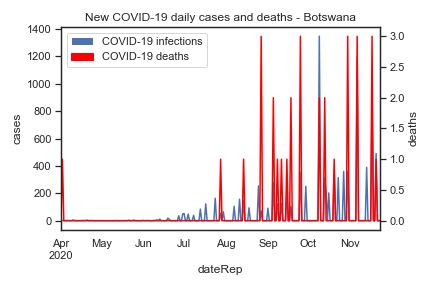 New COVID-19 daily cases and deaths - Botswana
COVID-19 infections
COVID-19 deaths
1400
1200
1000
800
600
400
200
0
cases
3.0
2.5
2.0
1.5
1.0
0.5
0.0
deaths
Apr May Jun Jul Aug Sep Oct Nov
2020
dateRep